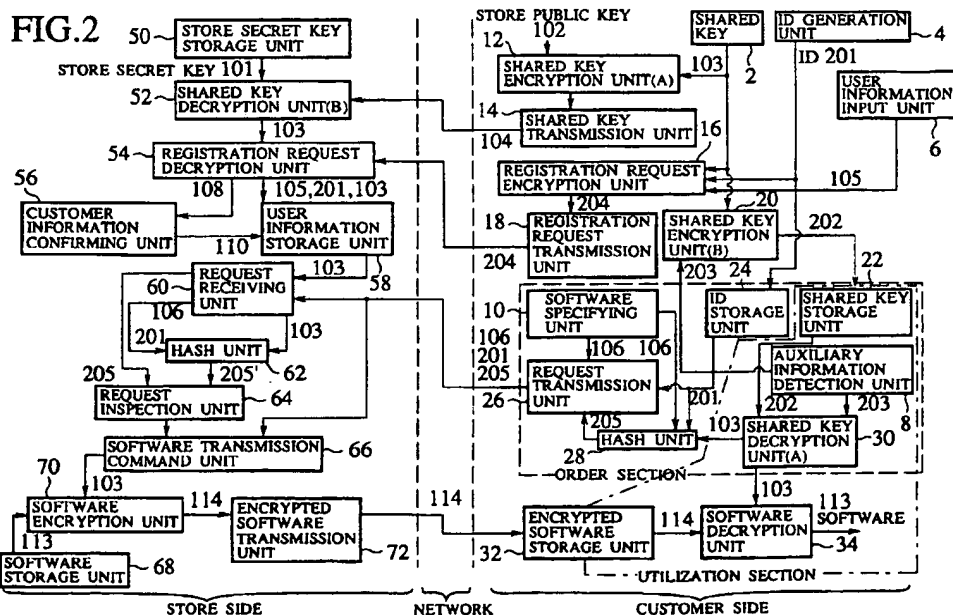 FIG.2
50
STORE SECRET KEY
STORAGE UNIT
STORE SECRET KEY 101
52
SHARED KEY
DECRYPTION UNIT(B)
103
54
REGISTRATION REQUEST
DECRYPTION UNIT
108
105,201,103
56
CUSTOMER
INFORMATION
CONFIRMING UNIT
110
USER
INFORMATION
STORAGE UNIT
58
103
60
REQUEST
RECEIVING
UNIT
106
201
103
HASH UNIT
62
205
205'
REQUEST
INSPECTION UNIT
64
SOFTWARE TRANSMISSION
COMMAND UNIT
66
103
70
SOFTWARE
ENCRYPTION UNIT
114
ENCRYPTED
SOFTWARE
TRANSMISSION
UNIT
72
113
SOFTWARE
STORAGE UNIT
68
STORE SIDE
NETWORK
CUSTOMER SIDE
STORE PUBLIC KEY
102
12
SHARED KEY
ENCRYPTION UNIT(A)
103
SHARED
KEY
2
ID GENERATION
UNIT
4
ID 201
USER
INFORMATION
INPUT UNIT
6
14
SHARED KEY
TRANSMISSION UNIT
104
16
REGISTRATION REQUEST
ENCRYPTION UNIT
105
204
18
REGISTRATION
REQUEST
TRANSMISSION
UNIT
204
20
SHARED KEY
ENCRYPTION
UNIT(B)
202
203
24
22
10
SOFTWARE
SPECIFYING
UNIT
ID
STORAGE
UNIT
SHARED KEY
STORAGE
UNIT
106
106
106
201
205
REQUEST
TRANSMISSION
UNIT
26
201
AUXILIARY
INFORMATION
DETECTION UNIT
8
202
203
205
HASH UNIT
28
103
SHARED KEY
DECRYPTION
UNIT(A)
30
ORDER SECTION
103
114
ENCRYPTED
SOFTWARE
STORAGE UNIT
32
114
SOFTWARE
DECRYPTION
UNIT
34
113
SOFTWARE
UTILIZATION SECTION